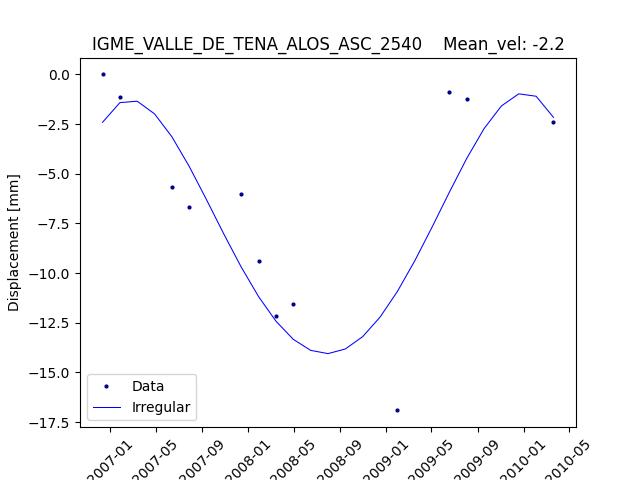 IGME_VALLE_DE_TENA_ALOS_ASC_2540 Mean_vel: -2.2
Displacement [mm]
0.0
−2.5
−5.0
−7.5
−10.0
−12.5
−15.0
−17.5
Data
Irregular
2007-01 2007-05 2007-09 2008-01 2008-05 2008-09 2009-01 2009-05 2009-09 2010-01 2010-05